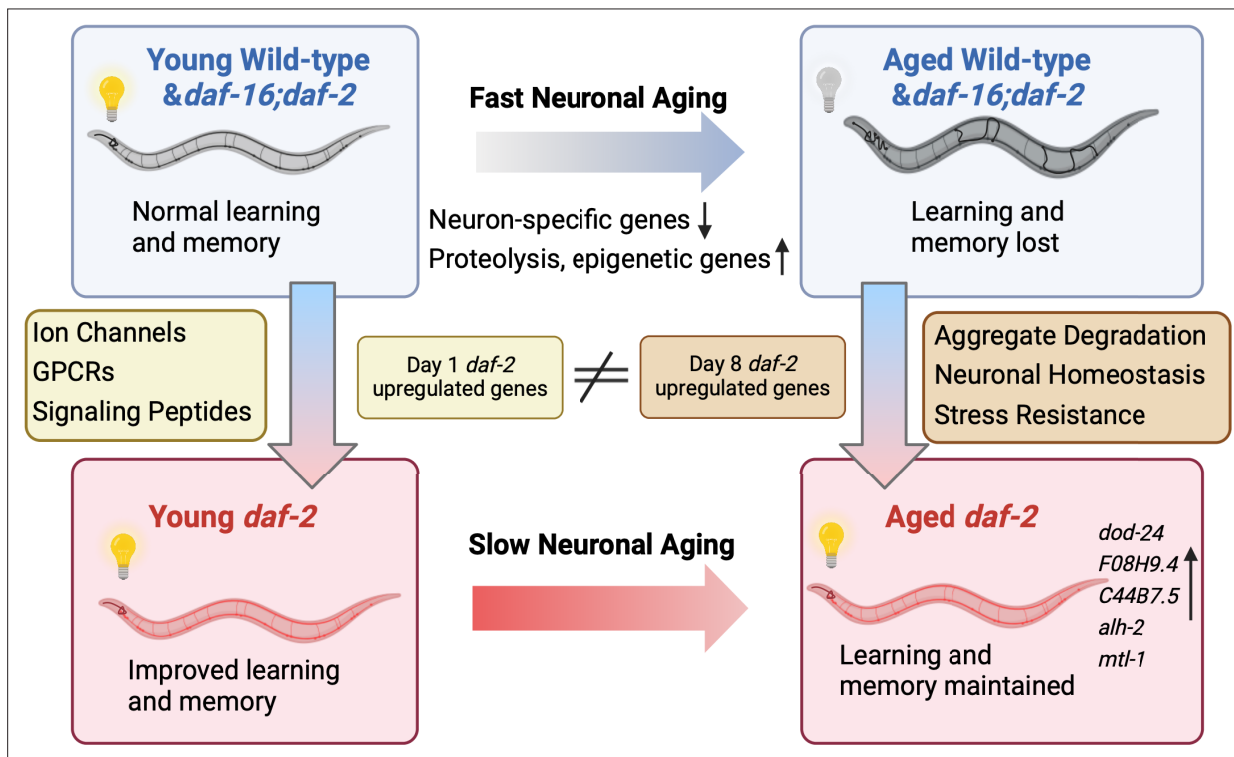 Young Wild-type
&daf-16;daf-2
Normal learning
and memory
Fast Neuronal Aging
Neuron-specific genes ↓
Proteolysis, epigenetic genes ↑
Aged Wild-type
&daf-16;daf-2
Learning and
memory lost
Ion Channels
GPCRs
Signaling Peptides
Day 1 daf-2
upregulated genes
≠
Day 8 daf-2
upregulated genes
Aggregate Degradation
Neuronal Homeostasis
Stress Resistance
Young daf-2
Improved learning
and memory
Slow Neuronal Aging
Aged daf-2
dod-24
F08H9.4
C44B7.5
alh-2
mtl-1
Learning and
memory maintained